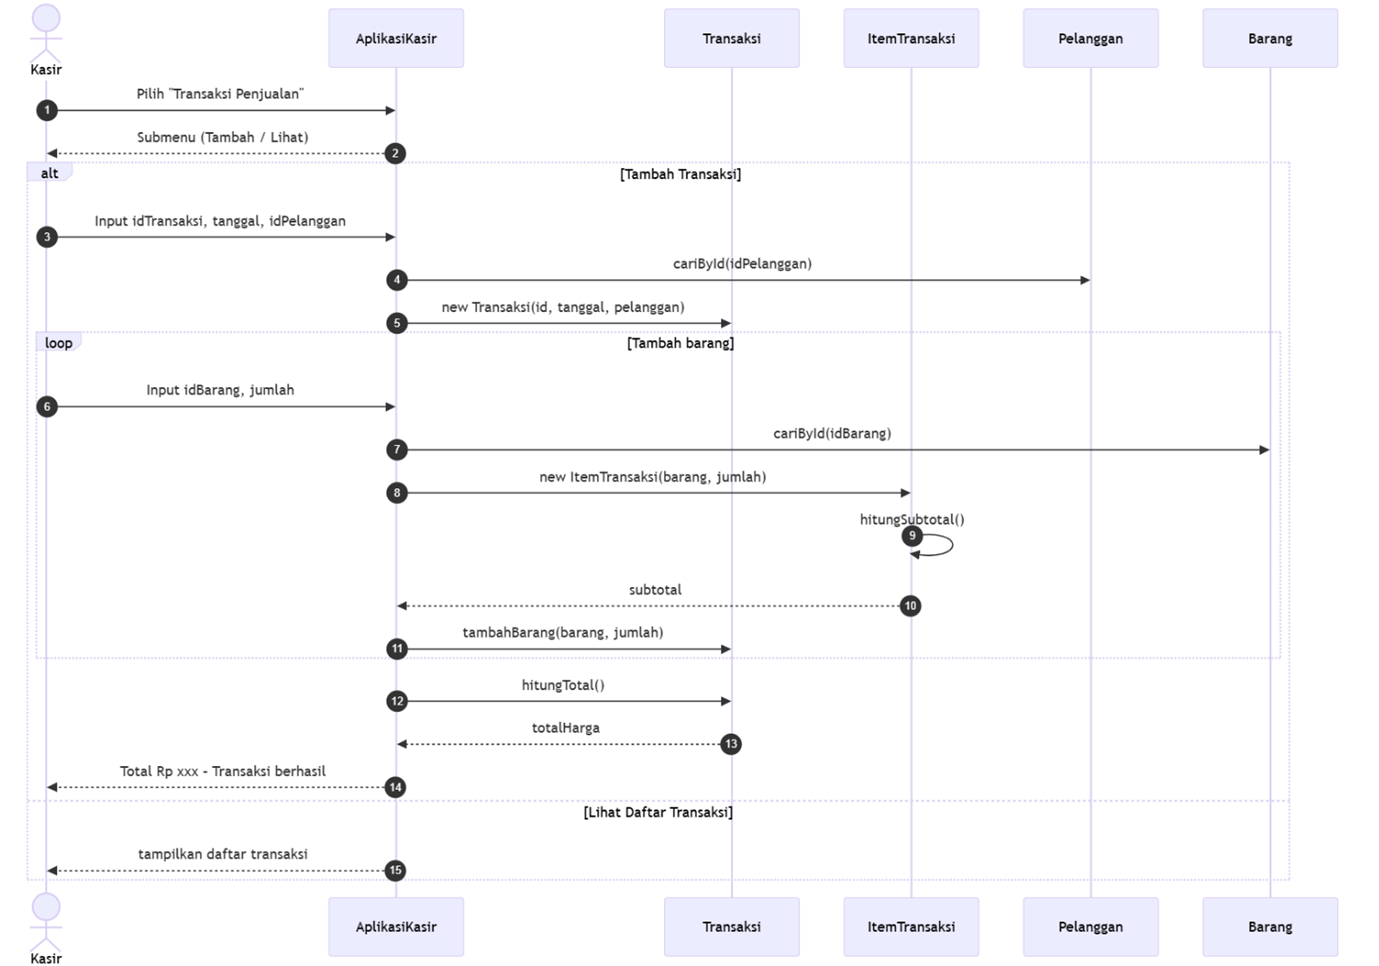 Kasir
AplikasiKasir
Transaksi
ItemTransaksi
Pelanggan
Barang
Pilih "Transaksi Penjualan"
1
Submenu (Tambah / Lihat)
2
alt
[Tambah Transaksi]
Input idTransaksi, tanggal, idPelanggan
3
cariById(idPelanggan)
4
new Transaksi(id, tanggal, pelanggan)
5
loop
[Tambah barang]
Input idBarang, jumlah
6
cariById(idBarang)
7
new ItemTransaksi(barang, jumlah)
8
hitungSubtotal()
9
subtotal
10
tambahBarang(barang, jumlah)
11
hitungTotal()
12
totalHarga
13
Total Rp xxx - Transaksi berhasil
14
[Lihat Daftar Transaksi]
tampilkan daftar transaksi
15
Kasir
AplikasiKasir
Transaksi
ItemTransaksi
Pelanggan
Barang